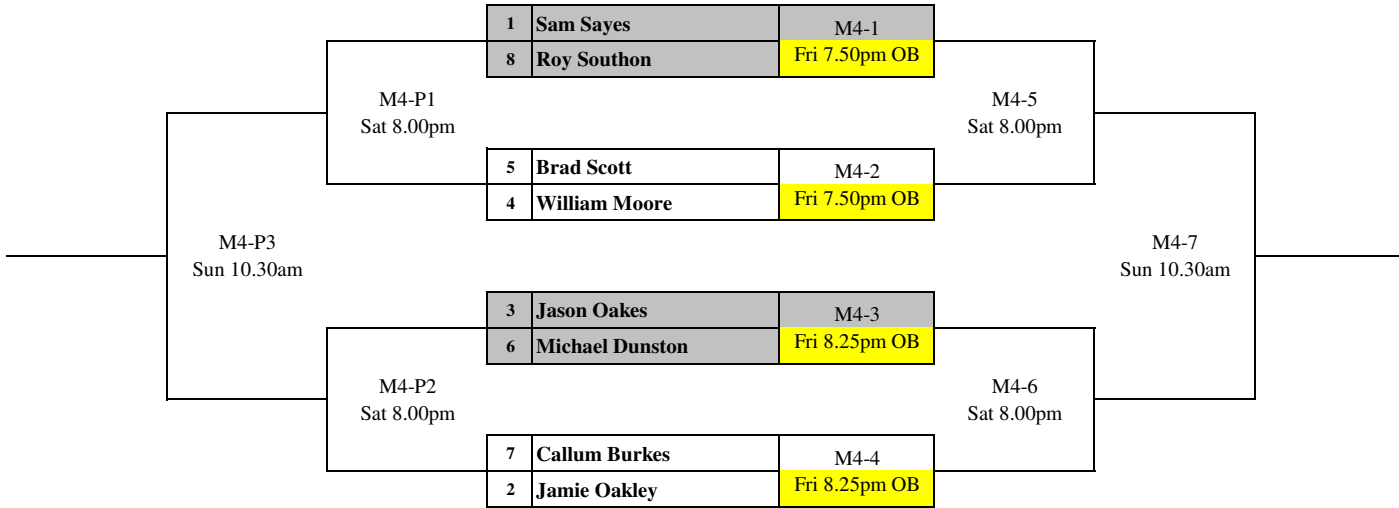 1 Sam Sayes M4-1
8 Roy Southon Fri 7.50pm OB
M4-P1 M4-5
Sat 8.00pm Sat 8.00pm
5 Brad Scott M4-2
4 William Moore Fri 7.50pm OB
M4-P3 M4-7
Sun 10.30am Sun 10.30am
3 Jason Oakes M4-3
6 Michael Dunston Fri 8.25pm OB
M4-P2 M4-6
Sat 8.00pm Sat 8.00pm
7 Callum Burkes M4-4
2 Jamie Oakley Fri 8.25pm OB